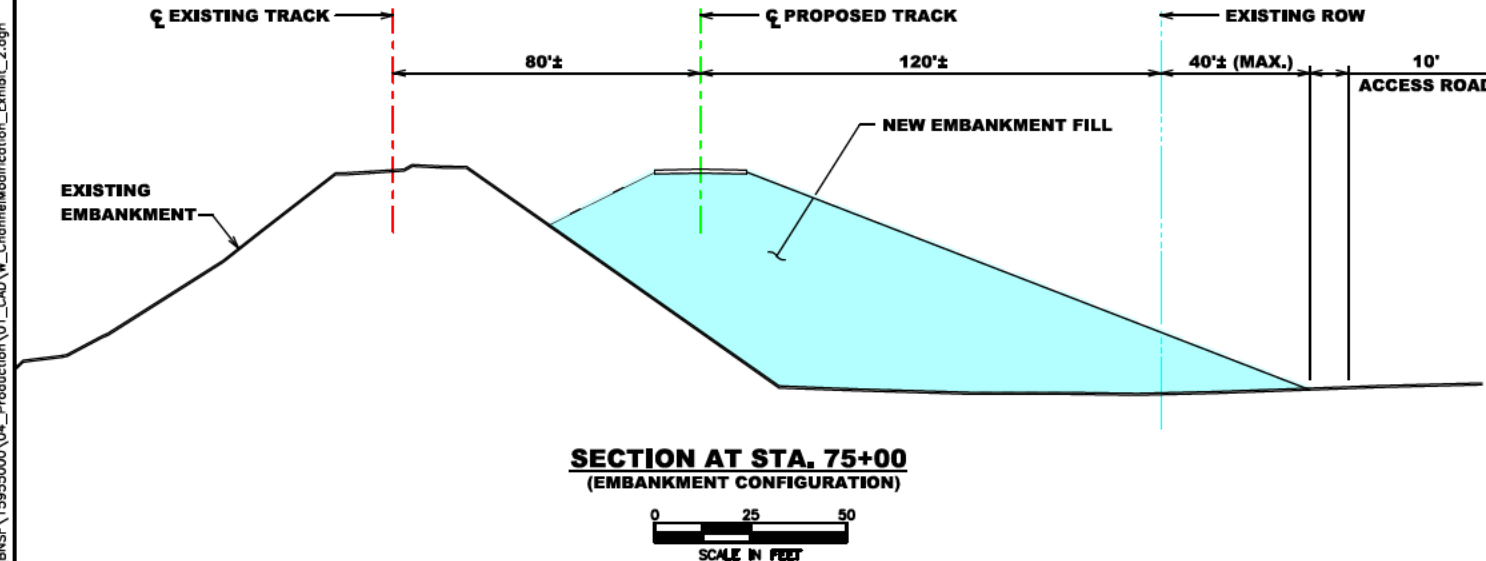 ℄ EXISTING TRACK
℄ PROPOSED TRACK
EXISTING ROW
80'±
120'±
40'± (MAX.)
10'
ACCESS ROAD
NEW EMBANKMENT FILL
EXISTING
EMBANKMENT
SECTION AT STA. 75+00
(EMBANKMENT CONFIGURATION)
0 25 50
SCALE IN FEET